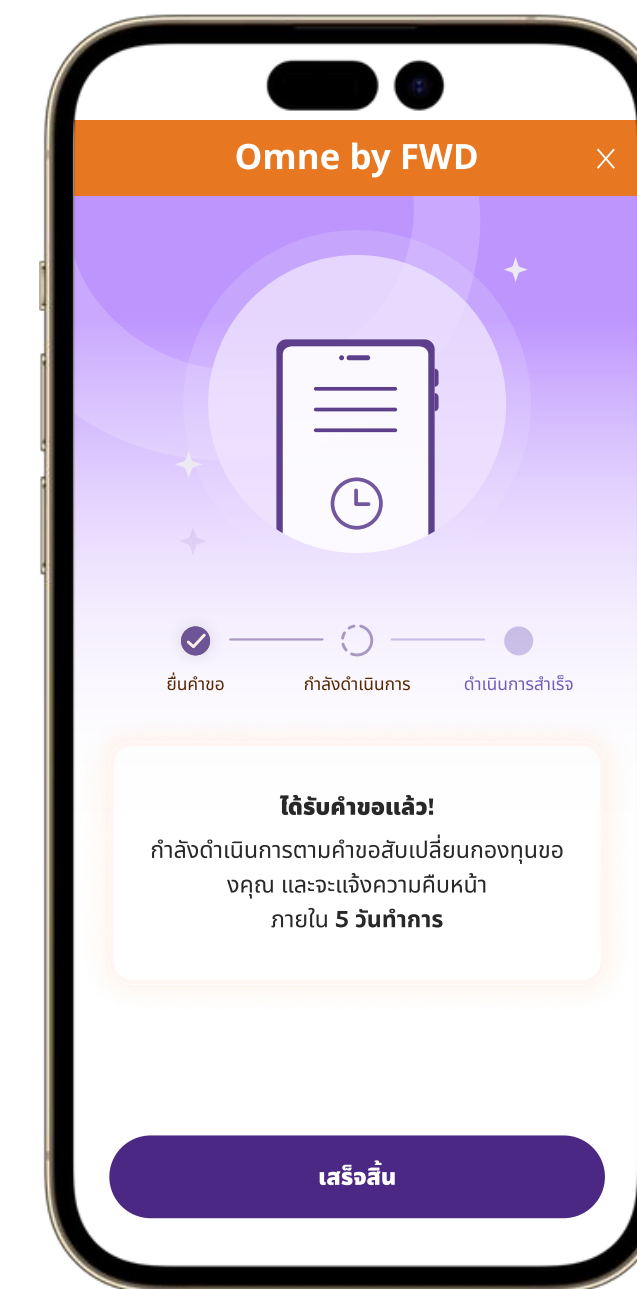 Omne by FWD
ยื่นคำขอ
กำลังดำเนินการ
ดำเนินการสำเร็จ
ได้รับคำขอแล้ว!
กำลังดำเนินการตามคำขอสับเปลี่ยนกองทุนขอ
งคุณ และจะแจ้งความคืบหน้า
ภายใน 5 วันทำการ
เสร็จสิ้น